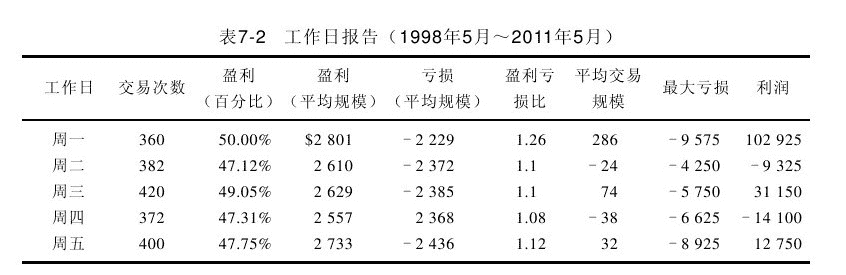 表7-2 工作日报告（1998年5月～2011年5月）
工作日 交易次数 盈利（百分比） 盈利（平均规模） 亏损（平均规模） 盈利亏损比 平均交易规模 最大亏损 利润
周一 360 50.00% $2 801 －2 229 1.26 286 －9 575 102 925
周二 382 47.12% 2 610 －2 372 1.1 －24 －4 250 －9 325
周三 420 49.05% 2 629 －2 385 1.1 74 －5 750 31 150
周四 372 47.31% 2 557 2 368 1.08 －38 －6 625 －14 100
周五 400 47.75% 2 733 －2 436 1.12 32 －8 925 12 750